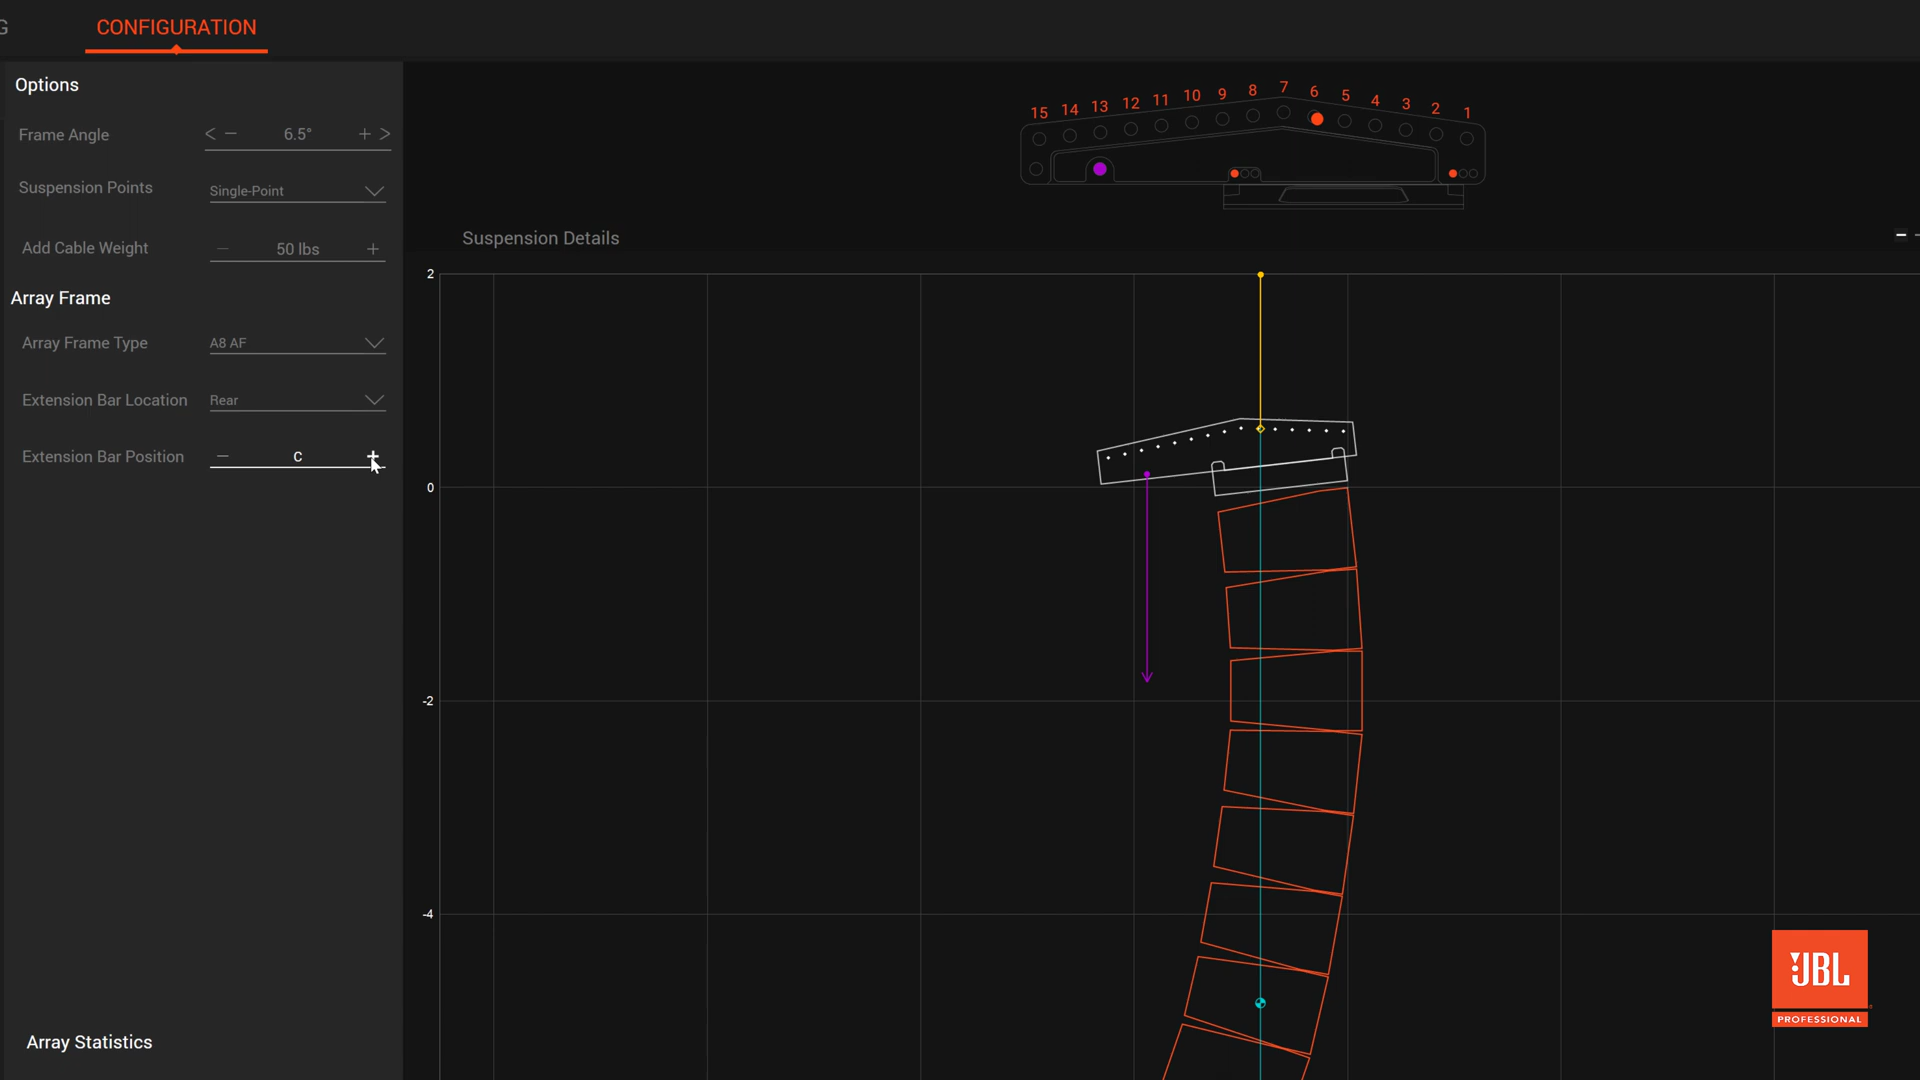 G
CONFIGURATION
Options
Frame Angle < − 6.5° + >
Suspension Points Single-Point
Add Cable Weight − 50 lbs +
Array Frame
Array Frame Type A8 AF
Extension Bar Location Rear
Extension Bar Position − C +
Array Statistics
15 14 13 12 11 10 9 8 7 6 5 4 3 2 1
Suspension Details
2
0
-2
-4
JBL
PROFESSIONAL